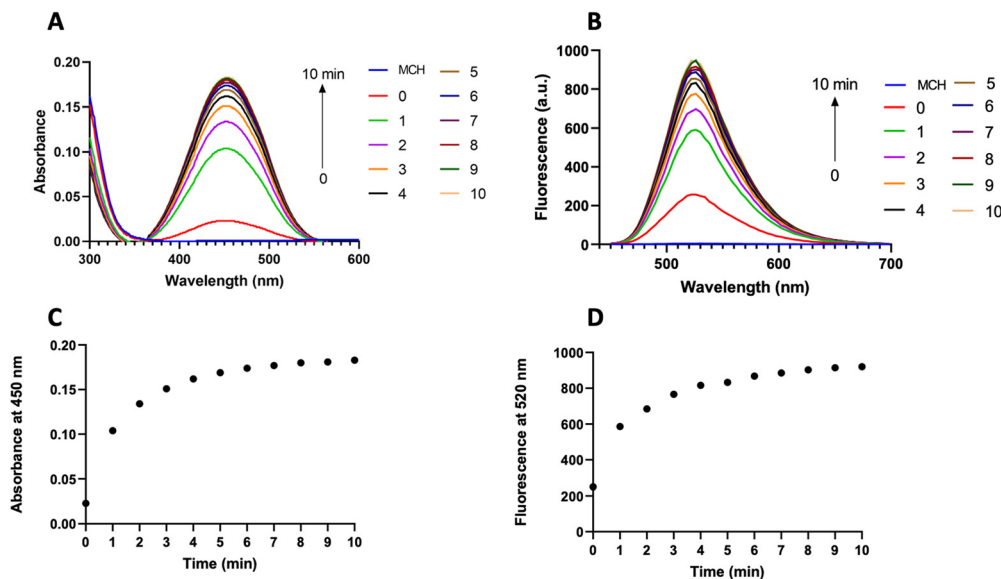 A
Absorbance
0.20
0.15
0.10
0.05
0.00
300
400
500
600
Wavelength (nm)
10 min
0
MCH
0
1
2
3
4
5
6
7
8
9
10
B
Fluorescence (a.u.)
1000
800
600
400
200
0
500
600
700
Wavelength (nm)
10 min
0
MCH
0
1
2
3
4
5
6
7
8
9
10
C
Absorbance at 450 nm
0.20
0.15
0.10
0.05
0.00
0 1 2 3 4 5 6 7 8 9 10
Time (min)
D
Fluorescence at 520 nm
1000
800
600
400
200
0
0 1 2 3 4 5 6 7 8 9 10
Time (min)